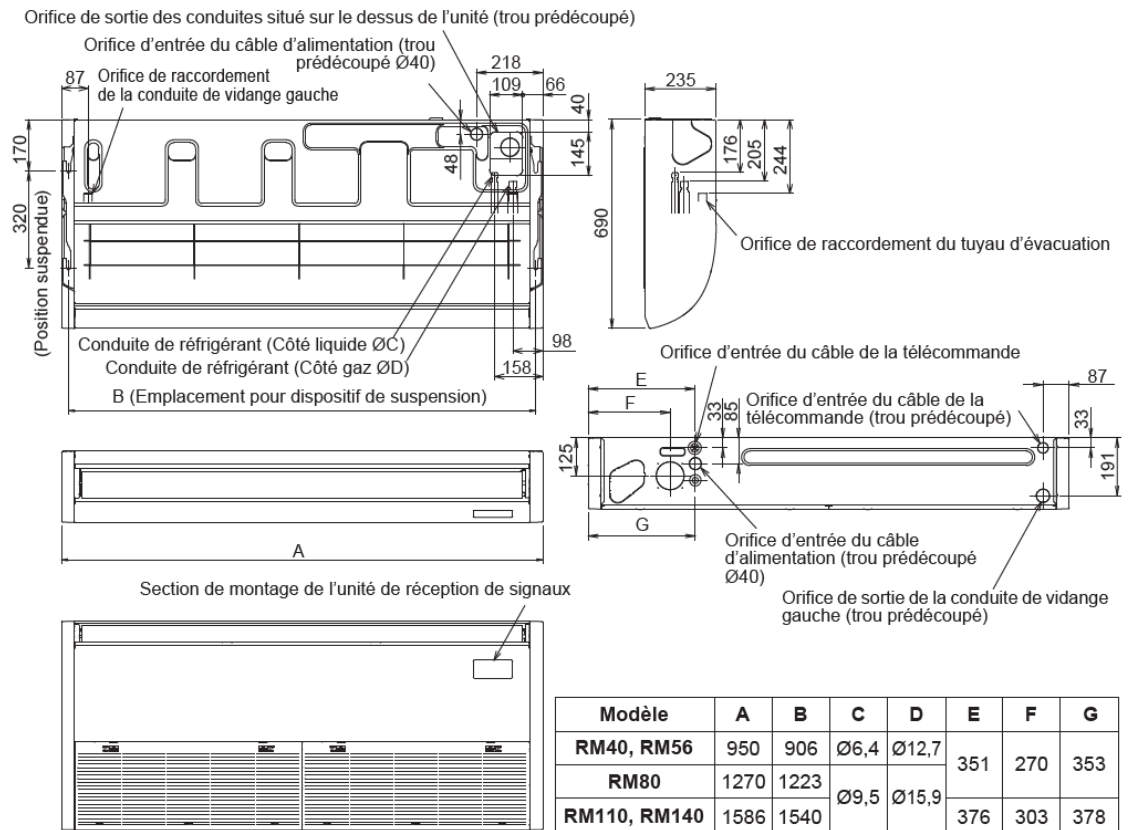 Orifice de sortie des conduites situé sur le dessus de l'unité (trou prédécoupé)
Orifice d'entrée du câble d'alimentation (trou
prédécoupé Ø40)
Orifice de raccordement
de la conduite de vidange gauche
87
218
109
66
40
145
48
170
320
(Position suspendue)
235
176
205
244
690
Orifice de raccordement du tuyau d'évacuation
Conduite de réfrigérant (Côté liquide ØC)
98
Conduite de réfrigérant (Côté gaz ØD)
158
B (Emplacement pour dispositif de suspension)
Orifice d'entrée du câble de la télécommande
E
F
33
85
Orifice d'entrée du câble de la
télécommande (trou prédécoupé)
87
33
125
191
G
Orifice d'entrée du câble
d'alimentation (trou prédécoupé
Ø40)
Orifice de sortie de la conduite de vidange
gauche (trou prédécoupé)
A
Section de montage de l'unité de réception de signaux
Modèle A B C D E F G
RM40, RM56 950 906 Ø6,4 Ø12,7 351 270 353
RM80 1270 1223 Ø9,5 Ø15,9
RM110, RM140 1586 1540 376 303 378